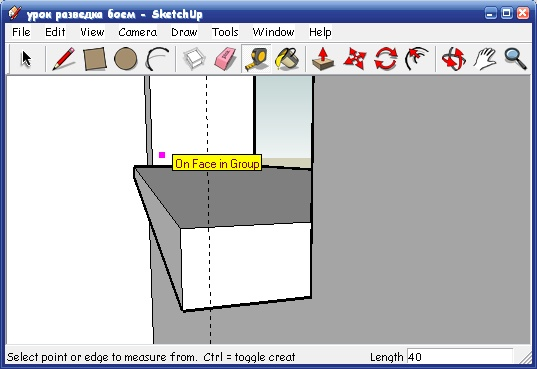 урок разведка боем - SketchUp
File Edit View Camera Draw Tools Window Help
On Face in Group
Select point or edge to measure from. Ctrl = toggle creat Length 40